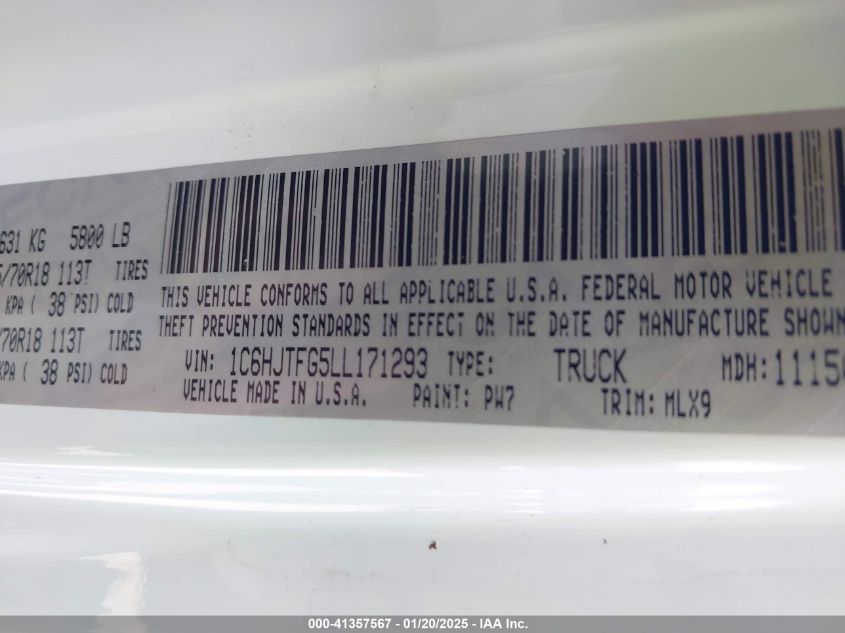 631 KG 5800 LB
/70R18 113T TIRES
KPA ( 38 PSI) COLD
/70R18 113T TIRES
KPA ( 38 PSI) COLD
THIS VEHICLE CONFORMS TO ALL APPLICABLE U.S.A. FEDERAL MOTOR VEHICLE
THEFT PREVENTION STANDARDS IN EFFECT ON THE DATE OF MANUFACTURE SHOWN
VIN: 1C6HJTFG5LL171293 TYPE: TRUCK MDH: 1115
VEHICLE MADE IN U.S.A. PAINT: PW7 TRIM: MLX9
000-41357567 - 01/20/2025 - IAA Inc.